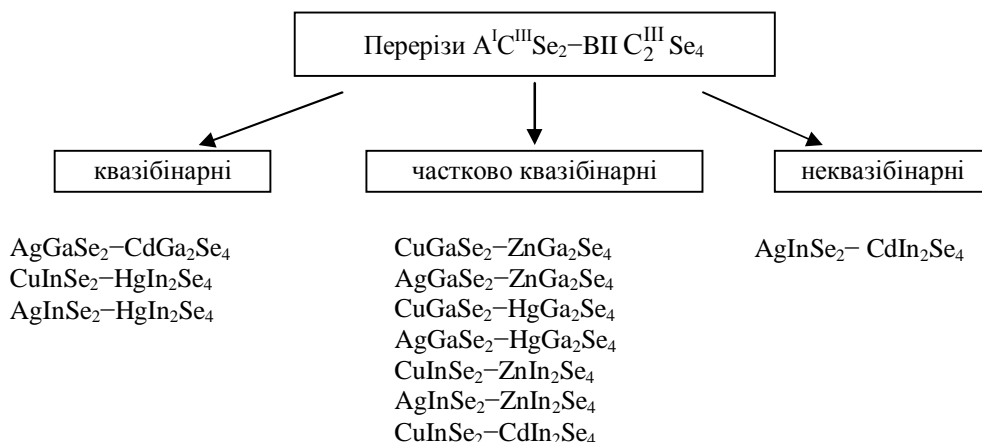 Перерізи AᴵCᴵᴵᴵSe₂−BII C₂ᴵᴵᴵ Se₄
квазібінарні
частково квазібінарні
неквазібінарні
AgGaSe₂−CdGa₂Se₄
CuInSe₂−HgIn₂Se₄
AgInSe₂−HgIn₂Se₄
CuGaSe₂−ZnGa₂Se₄
AgGaSe₂−ZnGa₂Se₄
CuGaSe₂−HgGa₂Se₄
AgGaSe₂−HgGa₂Se₄
CuInSe₂−ZnIn₂Se₄
AgInSe₂−ZnIn₂Se₄
CuInSe₂−CdIn₂Se₄
AgInSe₂− CdIn₂Se₄